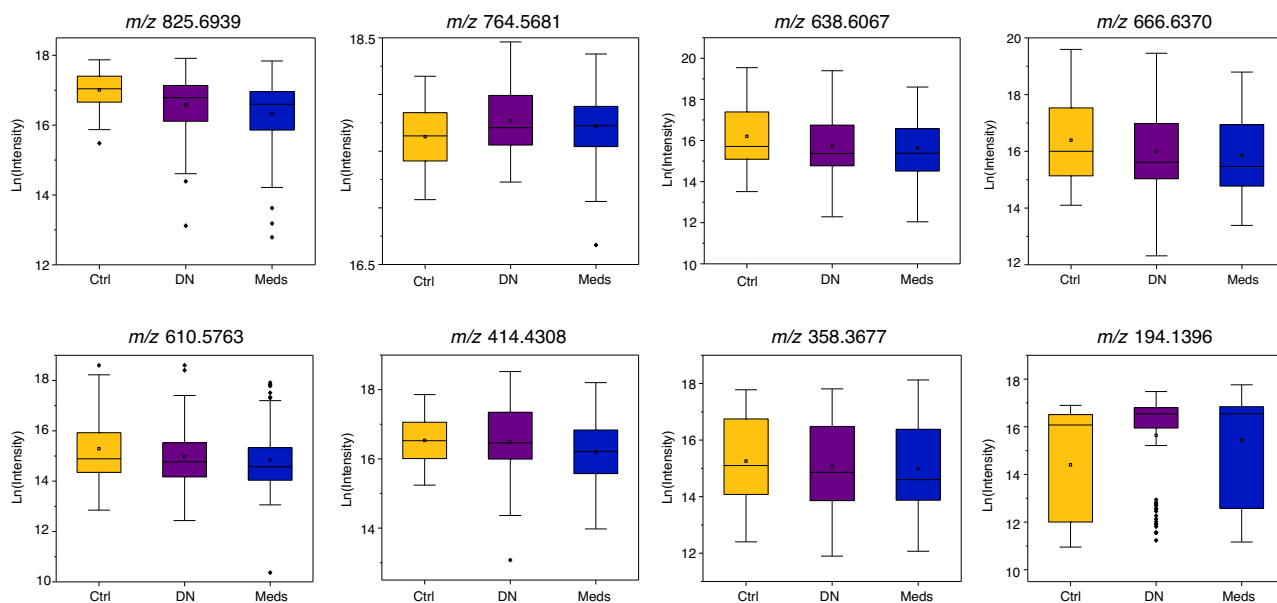 m/z 825.6939
Ln(Intensity)
18
16
14
12
Ctrl DN Meds
m/z 764.5681
Ln(Intensity)
18.5
16.5
Ctrl DN Meds
m/z 638.6067
Ln(Intensity)
20
18
16
14
12
10
Ctrl DN Meds
m/z 666.6370
Ln(Intensity)
20
18
16
14
12
Ctrl DN Meds
m/z 610.5763
Ln(Intensity)
18
16
14
12
10
Ctrl DN Meds
m/z 414.4308
Ln(Intensity)
18
16
14
Ctrl DN Meds
m/z 358.3677
Ln(Intensity)
18
16
14
12
Ctrl DN Meds
m/z 194.1396
Ln(Intensity)
18
16
14
12
10
Ctrl DN Meds